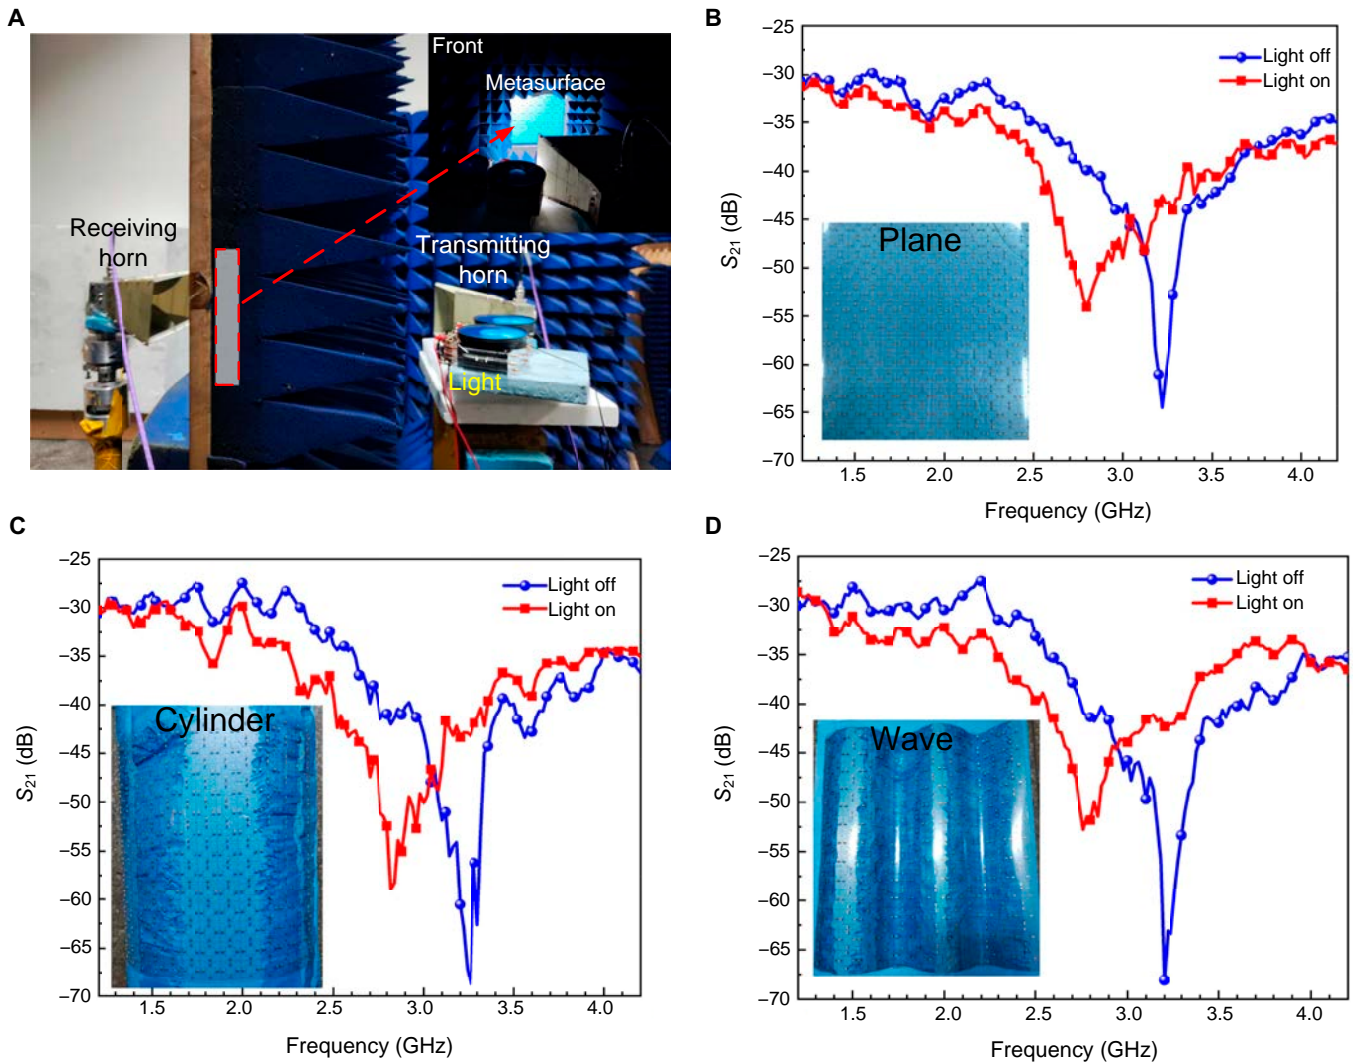 A
Front
Metasurface
Receiving
horn
Transmitting
horn
Light
B
−25
−30
−35
−40
−45
−50
−55
−60
−65
−70
S21 (dB)
Light off
Light on
Plane
1.5
2.0
2.5
3.0
3.5
4.0
Frequency (GHz)
C
−25
−30
−35
−40
−45
−50
−55
−60
−65
−70
S21 (dB)
Light off
Light on
Cylinder
1.5
2.0
2.5
3.0
3.5
4.0
Frequency (GHz)
D
−25
−30
−35
−40
−45
−50
−55
−60
−65
−70
S21 (dB)
Light off
Light on
Wave
1.5
2.0
2.5
3.0
3.5
4.0
Frequency (GHz)